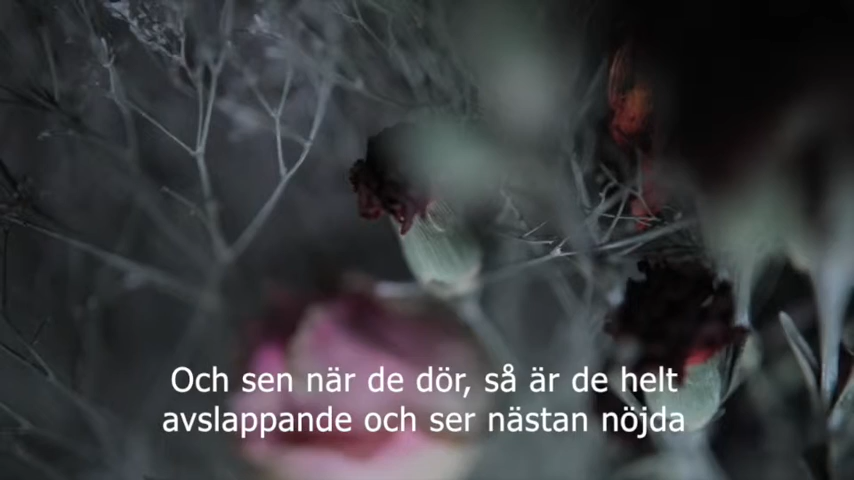 Och sen när de dör, så är de helt
avslappande och ser nästan nöjda